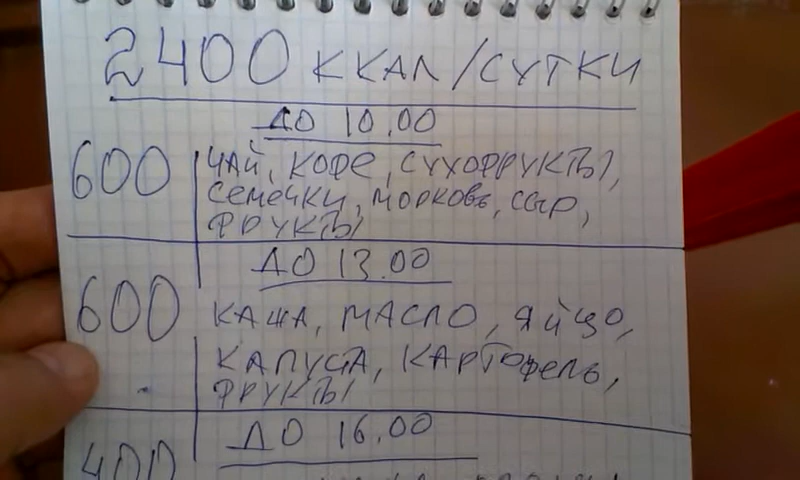 2400 ККАЛ/СУТКИ
ДО 10.00
600
ЧАЙ, КОФЕ, СУХОФРУКТЫ,
СЕМЕЧКИ, МОРКОВЬ, СЫР,
ФРУКТЫ
ДО 13.00
600
КАША, МАСЛО, ЯЙЦО,
КАПУСТА, КАРТОФЕЛЬ,
ФРУКТЫ
ДО 16.00
400